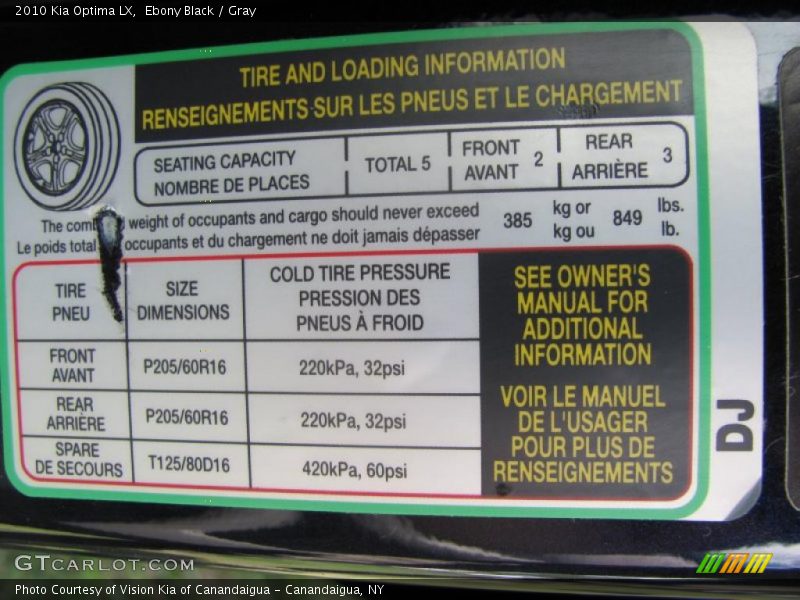 2010 Kia Optima LX, Ebony Black / Gray
TIRE AND LOADING INFORMATION
RENSEIGNEMENTS SUR LES PNEUS ET LE CHARGEMENT
SEATING CAPACITY
NOMBRE DE PLACES
TOTAL 5
FRONT
AVANT
2
REAR
ARRIÈRE
3
The weight of occupants and cargo should never exceed
Le poids total occupants et du chargement ne doit jamais dépasser
385
kg or
kg ou
849
lbs.
lb.
TIRE
PNEU
SIZE
DIMENSIONS
COLD TIRE PRESSURE
PRESSION DES
PNEUS À FROID
FRONT
AVANT
P205/60R16
220kPa, 32psi
REAR
ARRIÈRE
P205/60R16
220kPa, 32psi
SPARE
DE SECOURS
T125/80D16
420kPa, 60psi
SEE OWNER'S
MANUAL FOR
ADDITIONAL
INFORMATION
VOIR LE MANUEL
DE L'USAGER
POUR PLUS DE
RENSEIGNEMENTS
DJ
GTCARLOT.COM
Photo Courtesy of Vision Kia of Canandaigua - Canandaigua, NY